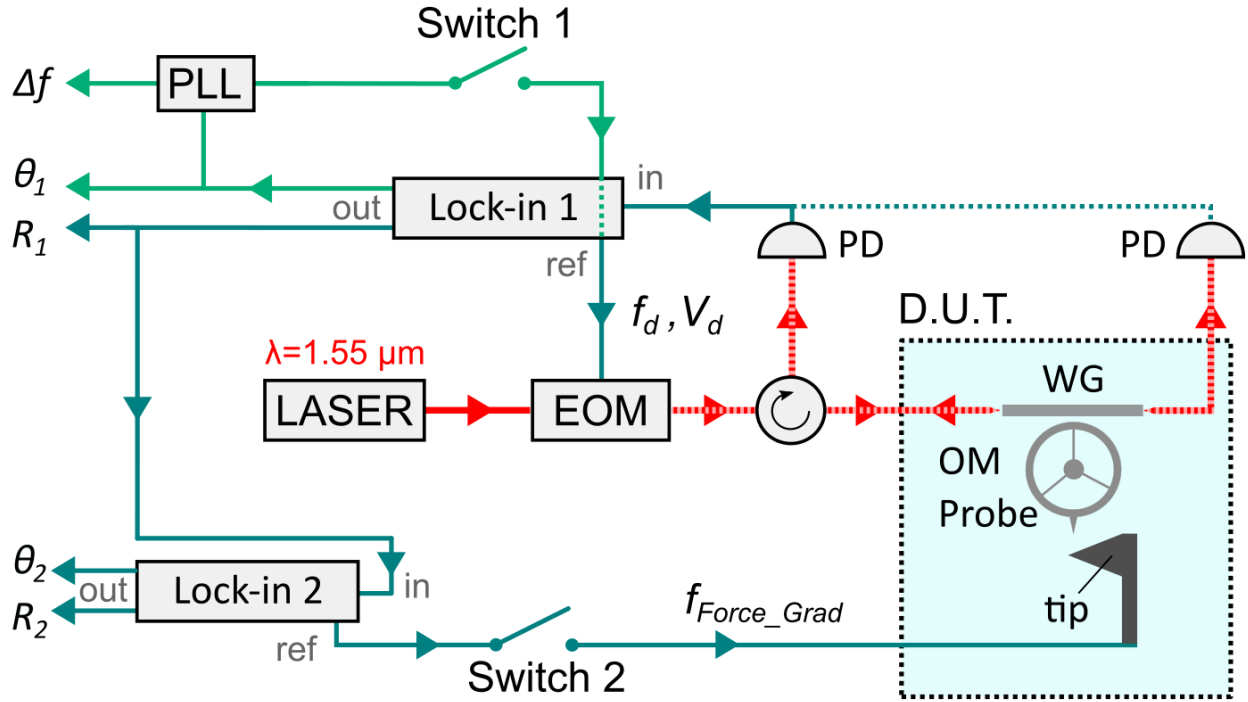 Switch 1
Δf
PLL
θ1
in
out
Lock-in 1
R1
ref
PD
PD
fd , Vd
D.U.T.
λ=1.55 μm
LASER
EOM
WG
OM
Probe
θ2
out
Lock-in 2
in
R2
ref
fForce_Grad
tip
Switch 2